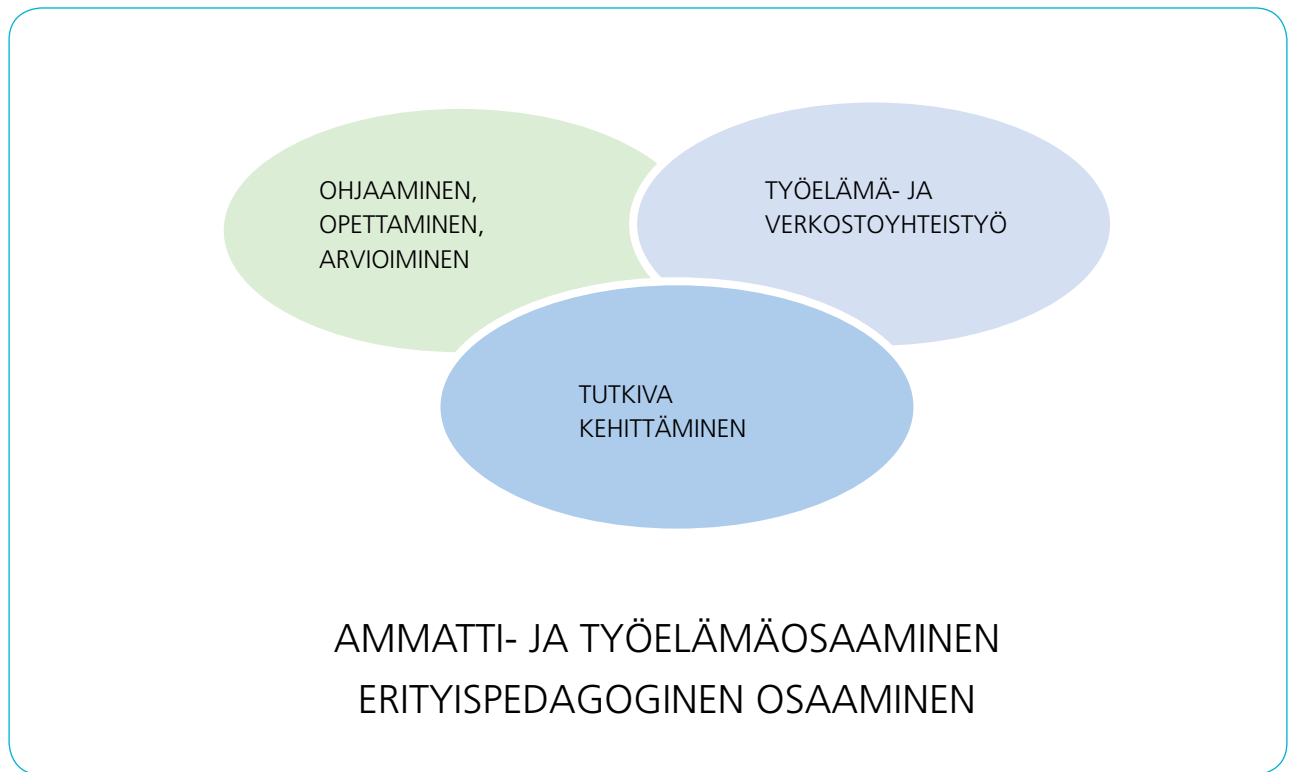 OHJAAMINEN,
OPETTAMINEN,
ARVIOIMINEN
TYÖELÄMÄ- JA
VERKOSTOYHTEISTYÖ
TUTKIVA
KEHITTÄMINEN
AMMATTI- JA TYÖELÄMÄOSAAMINEN
ERITYISPEDAGOGINEN OSAAMINEN